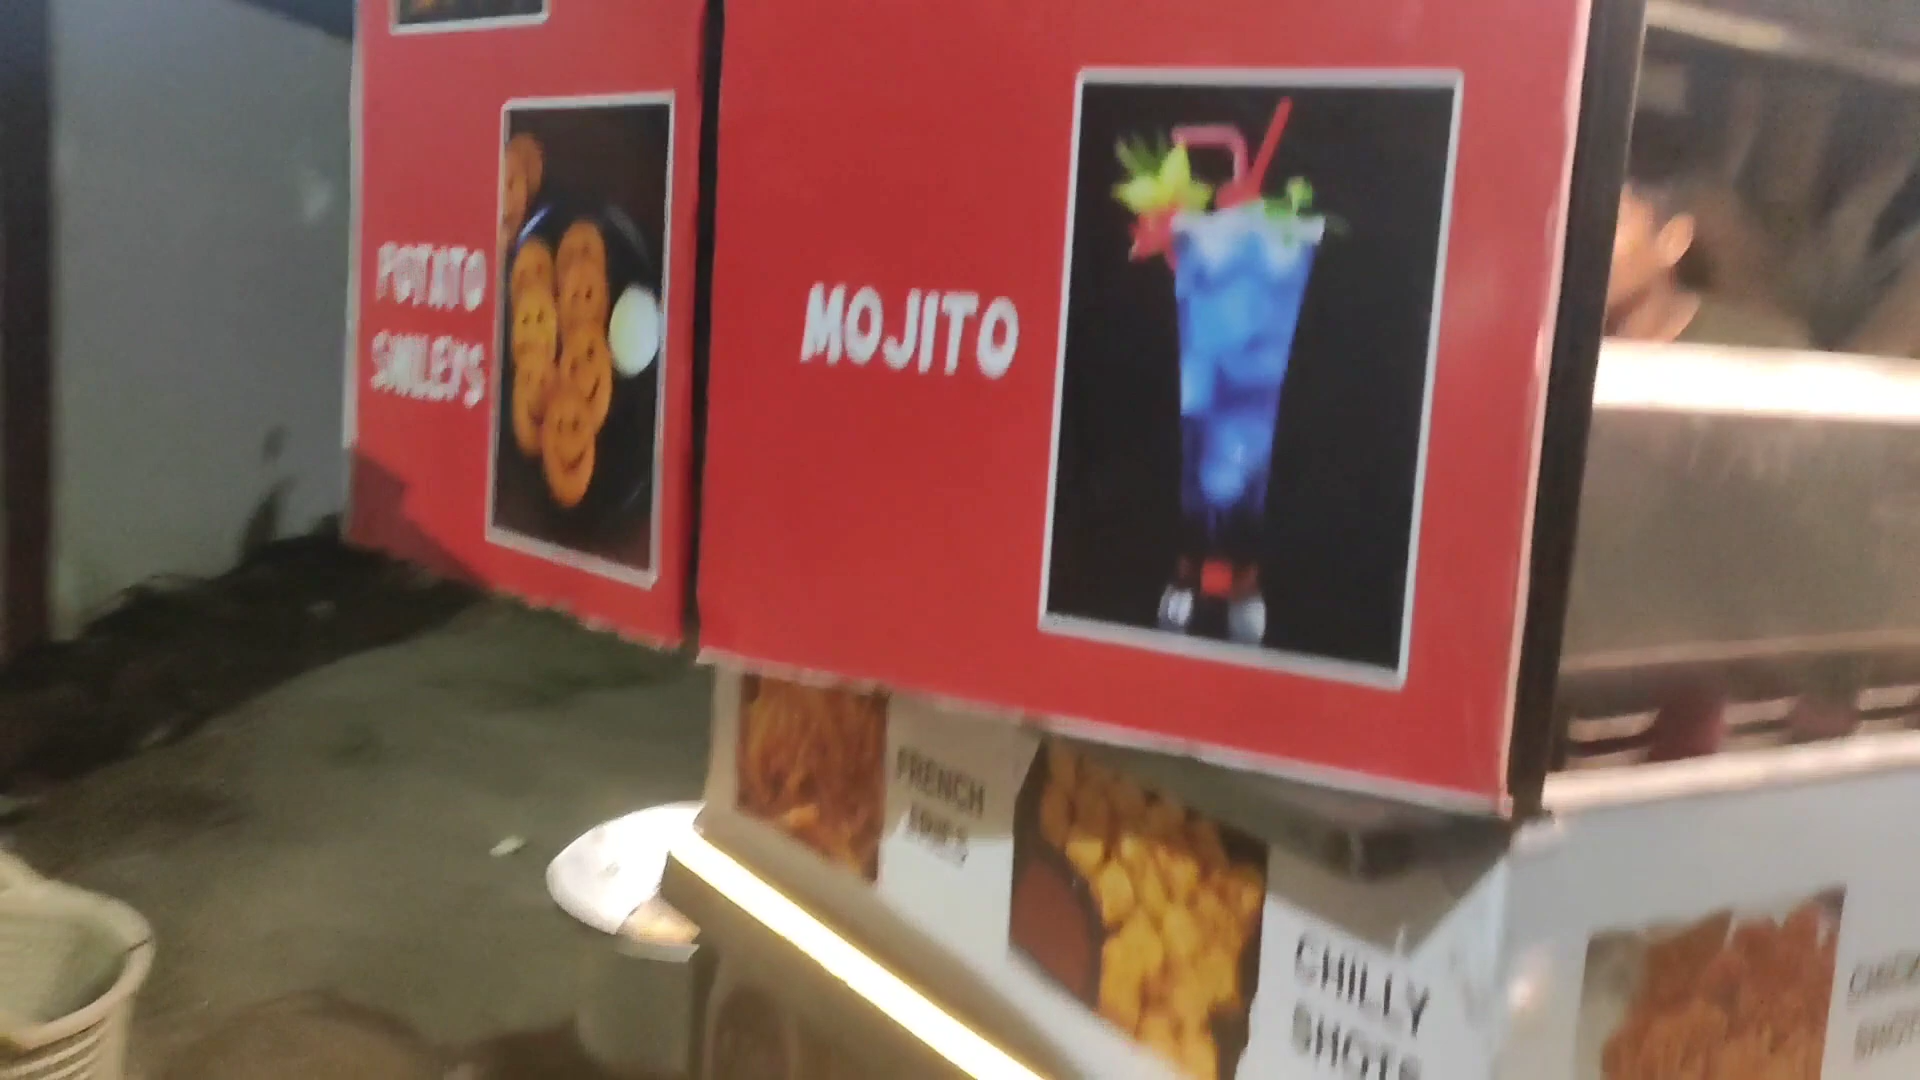 POTATO
SMILEYS
MOJITO
FRENCH
FRIES
CHILLY
SHOTS